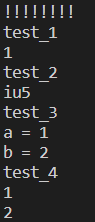 !!!!!!!!
test_1
1
test_2
iu5
test_3
a = 1
b = 2
test_4
1
2